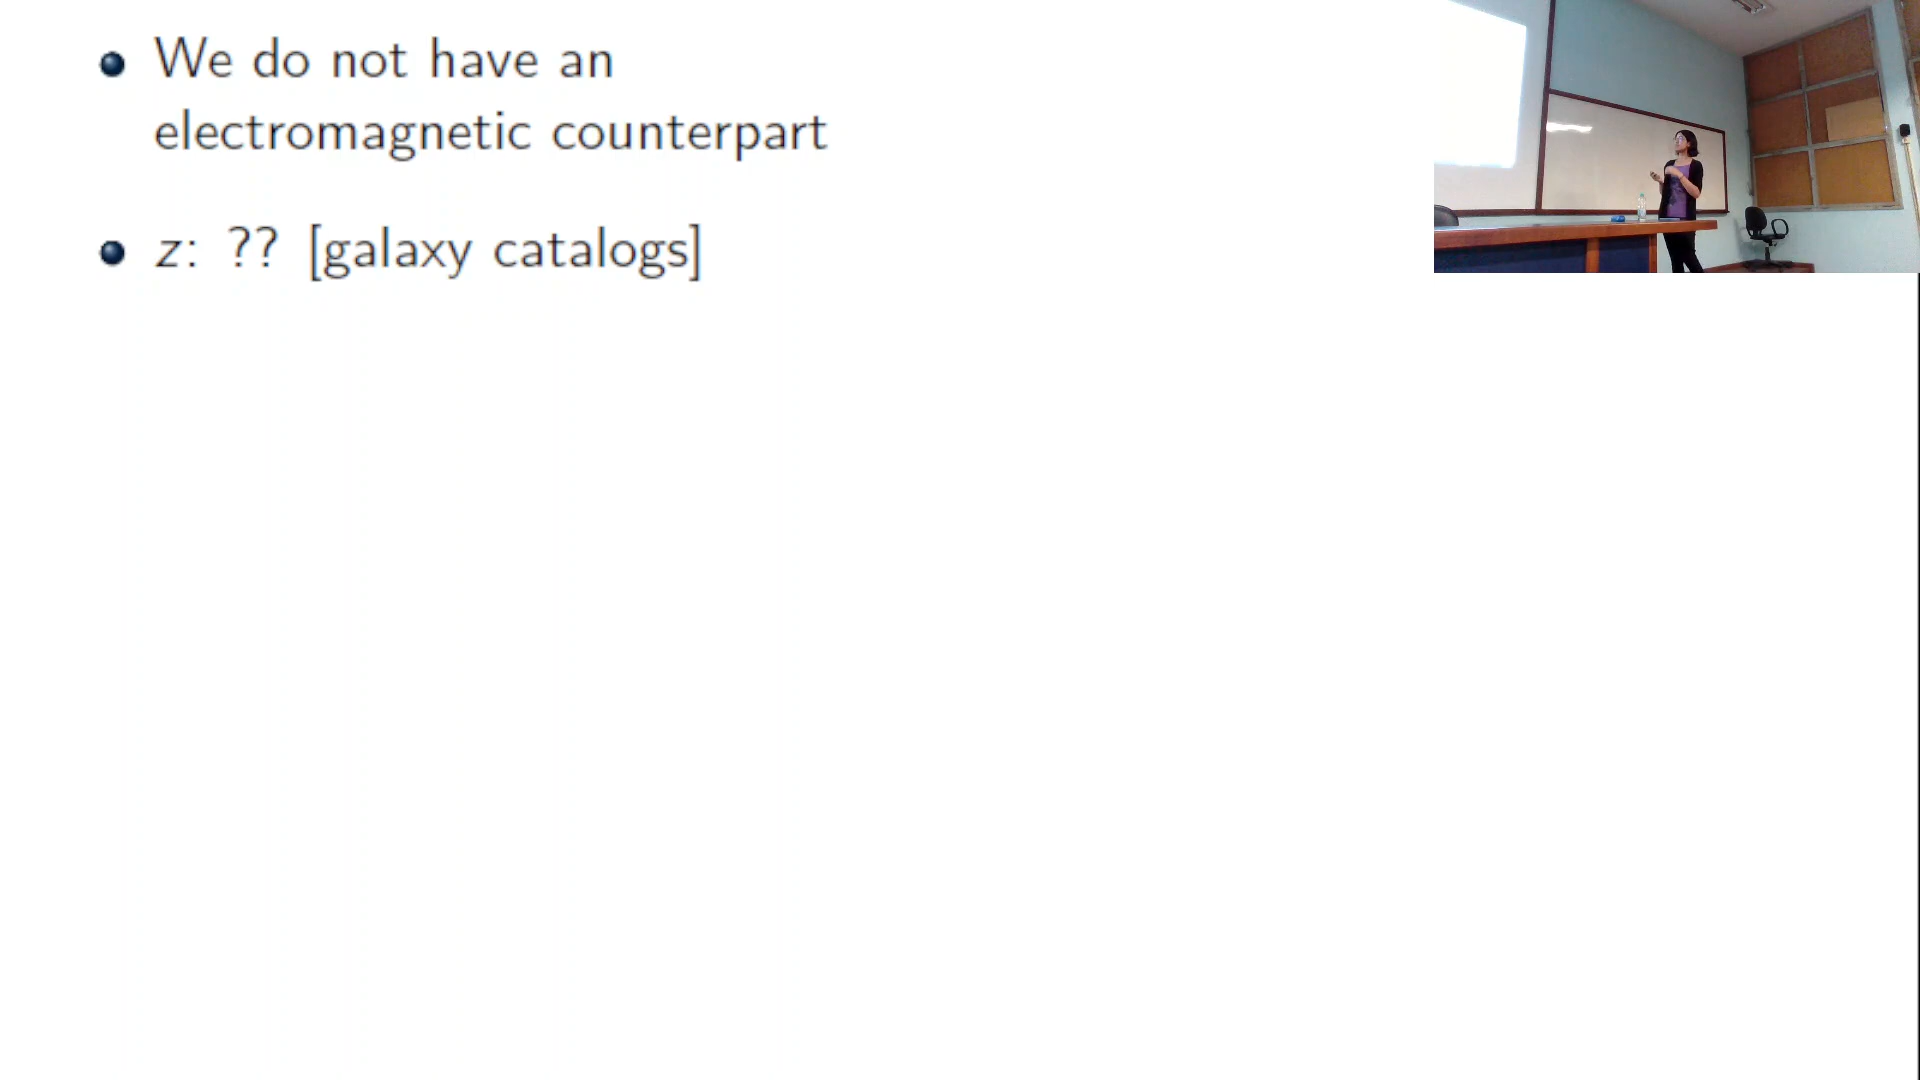 We do not have an
electromagnetic counterpart
z: ?? [galaxy catalogs]